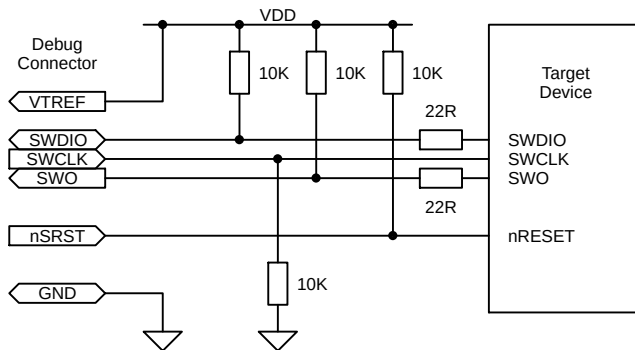 VDD
Debug
Connector
10K
10K
10K
Target
Device
VTREF
22R
SWDIO
SWDIO
SWCLK
SWCLK
SWO
SWO
22R
nSRST
nRESET
10K
GND